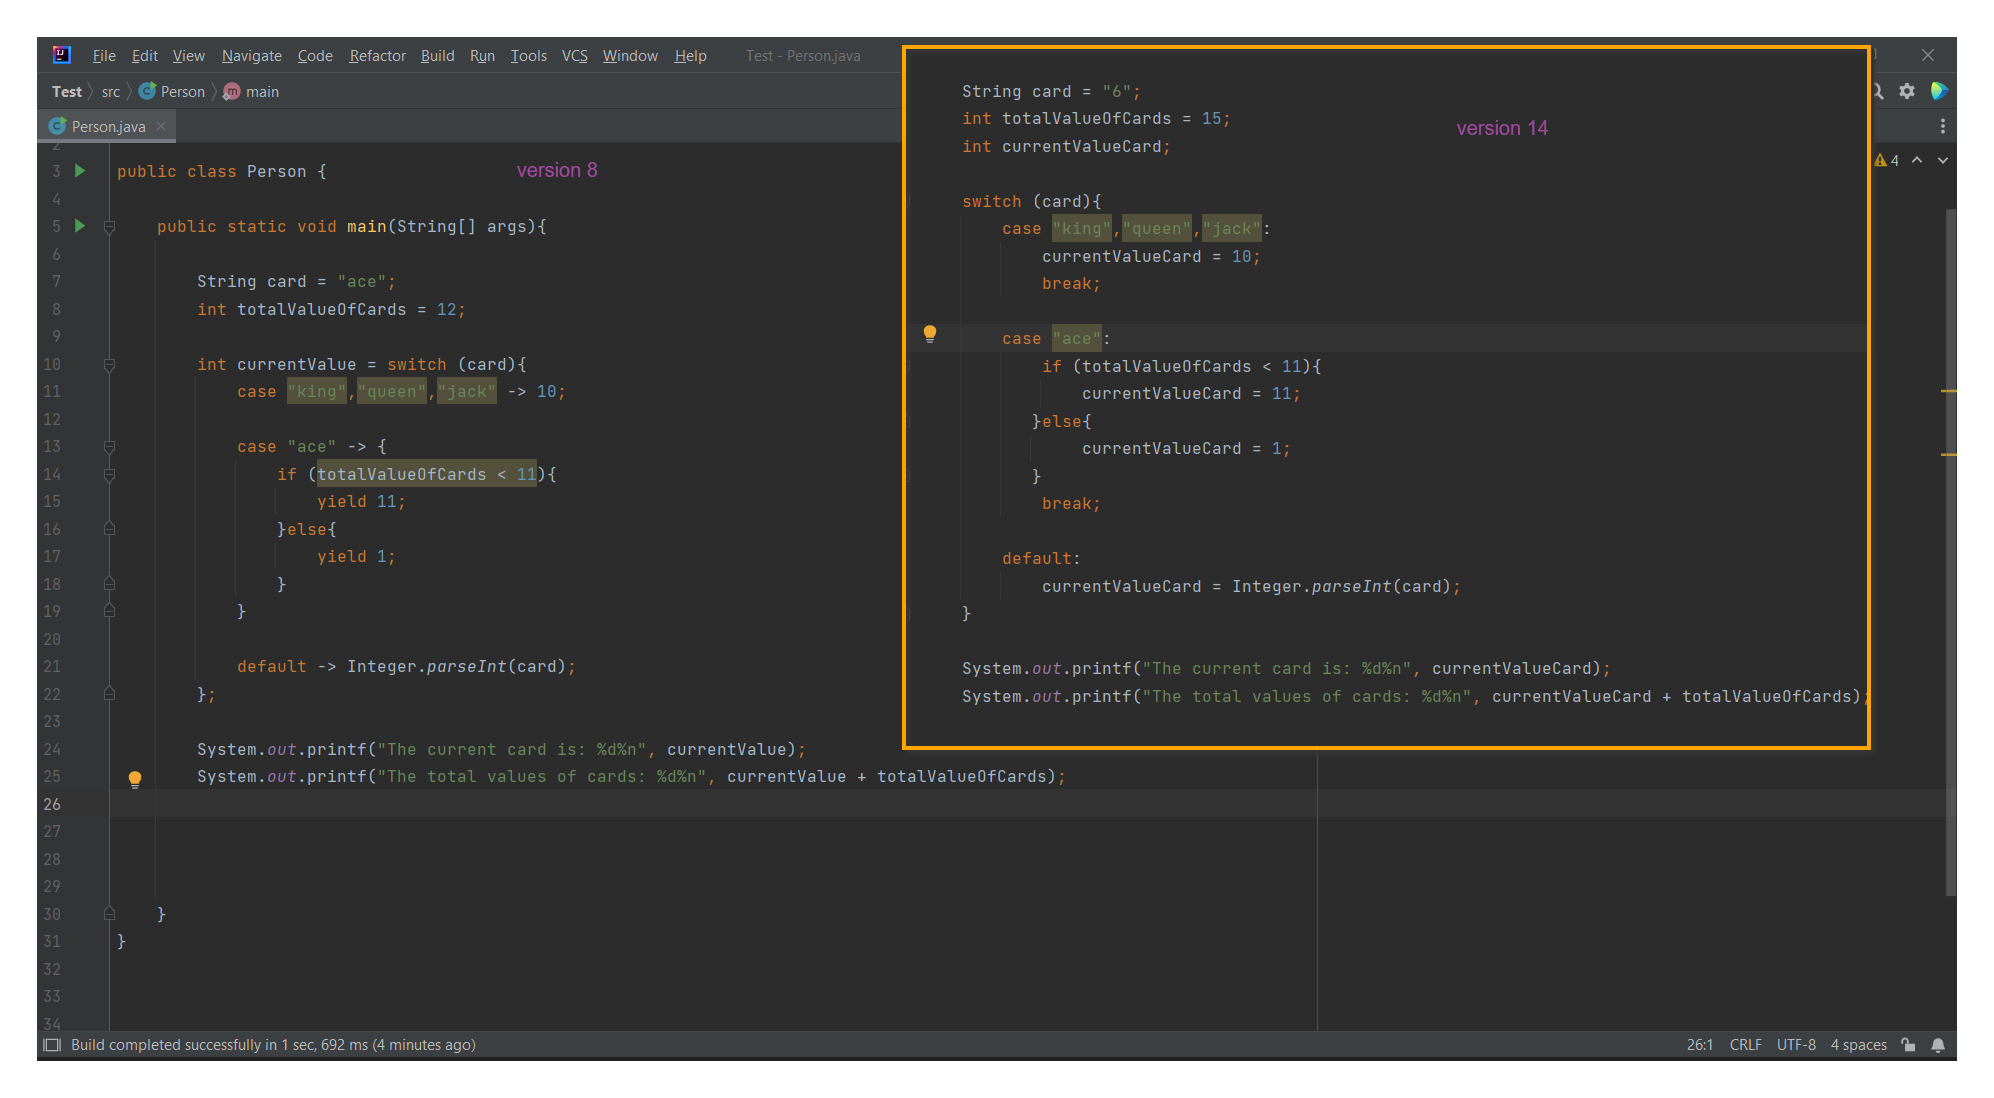 File Edit View Navigate Code Refactor Build Run Tools VCS Window Help Test - Person.java
Test src Person main
Person.java
4
2
3 public class Person { version 8
4
5 public static void main(String[] args){
6
7 String card = "ace";
8 int totalValueOfCards = 12;
9
10 int currentValue = switch (card){
11 case "king","queen","jack" -> 10;
12
13 case "ace" -> {
14 if (totalValueOfCards < 11){
15 yield 11;
16 }else{
17 yield 1;
18 }
19 }
20
21 default -> Integer.parseInt(card);
22 };
23
24 System.out.printf("The current card is: %d%n", currentValue);
25 System.out.printf("The total values of cards: %d%n", currentValue + totalValueOfCards);
26
27
28
29
30 }
31 }
32
33
34
String card = "6";
int totalValueOfCards = 15;
version 14
int currentValueCard;
switch (card){
case "king","queen","jack":
currentValueCard = 10;
break;
case "ace":
if (totalValueOfCards < 11){
currentValueCard = 11;
}else{
currentValueCard = 1;
}
break;
default:
currentValueCard = Integer.parseInt(card);
}
System.out.printf("The current card is: %d%n", currentValueCard);
System.out.printf("The total values of cards: %d%n", currentValueCard + totalValueOfCards);
Build completed successfully in 1 sec, 692 ms (4 minutes ago) 26:1 CRLF UTF-8 4 spaces